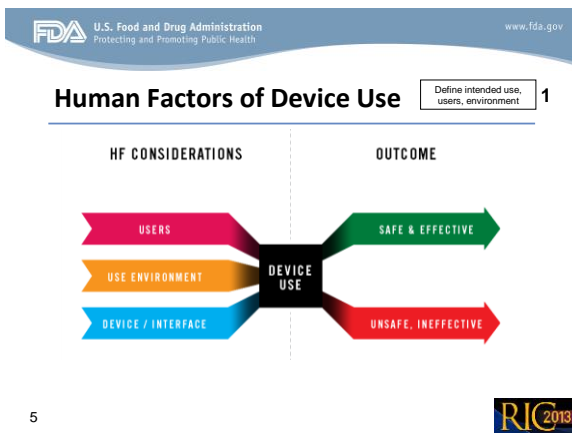 FDA
U.S. Food and Drug Administration
Protecting and Promoting Public Health
www.fda.gov
Human Factors of Device Use
Define intended use,
users, environment
1
HF CONSIDERATIONS
OUTCOME
USERS
SAFE & EFFECTIVE
USE ENVIRONMENT
DEVICE
USE
DEVICE / INTERFACE
UNSAFE, INEFFECTIVE
5
RIC 2013